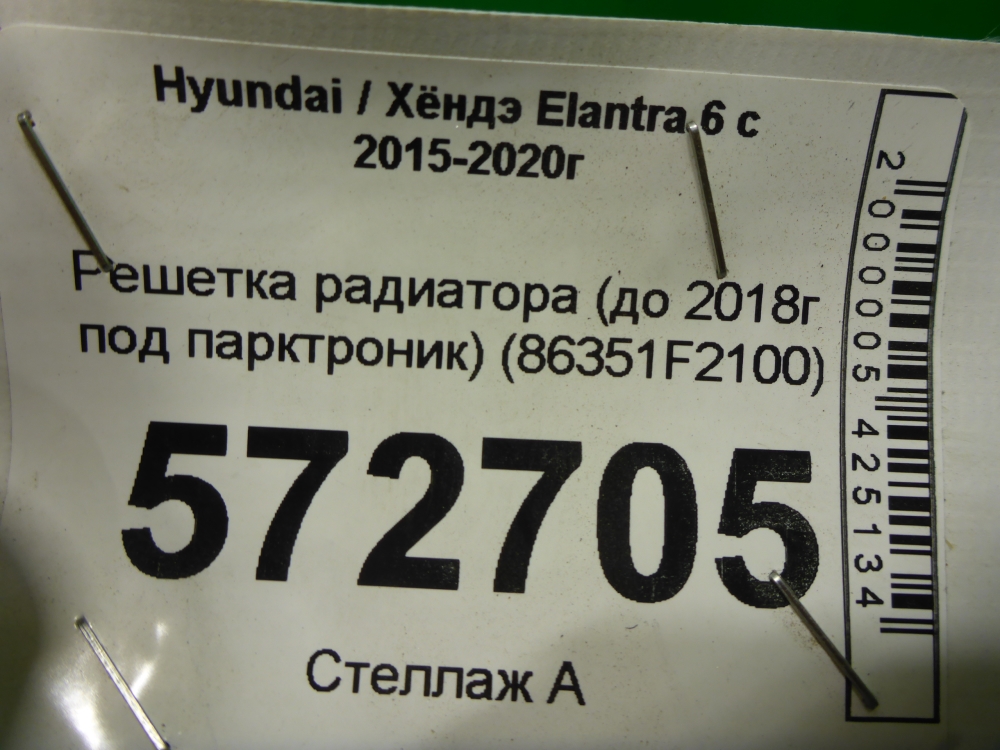 Hyundai / Хёндэ Elantra 6 с
2015-2020г
Решетка радиатора (до 2018г
под парктроник) (86351F2100)
572705
Стеллаж А
2000005425134